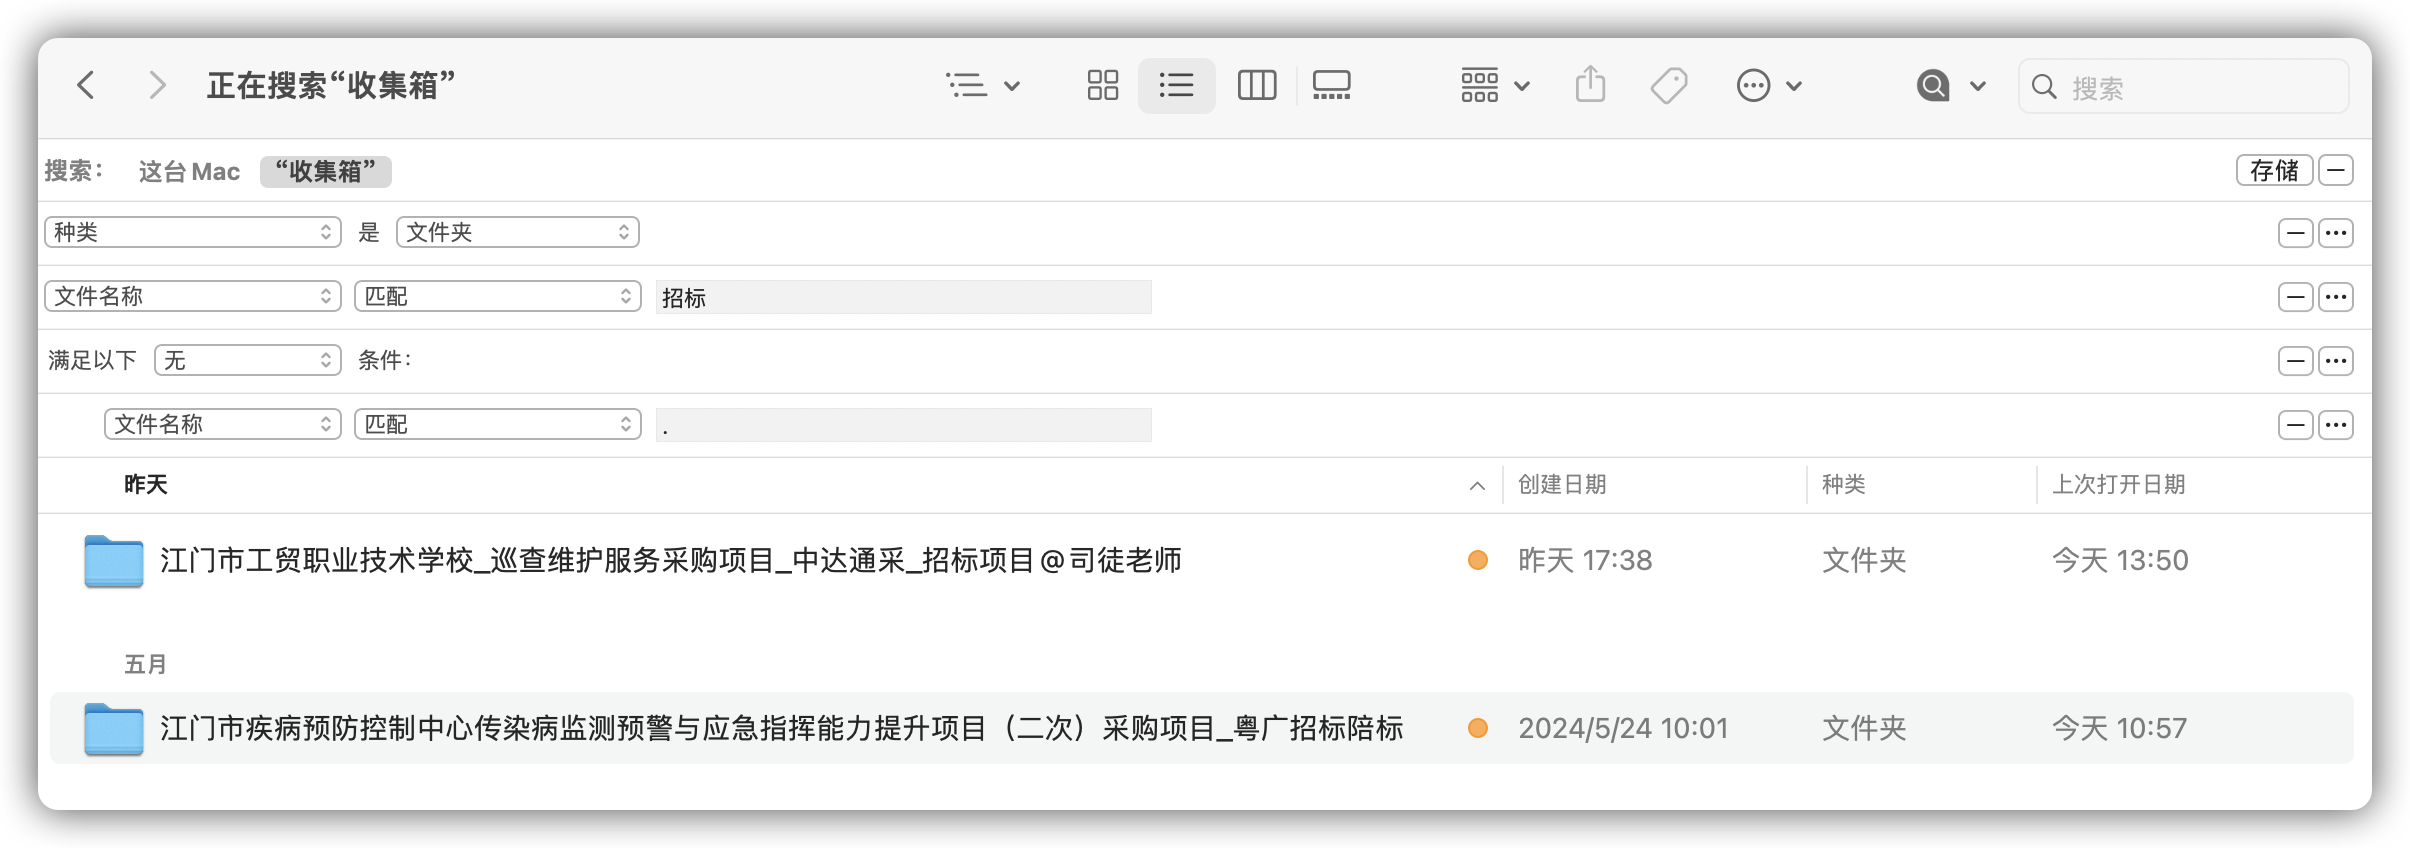 正在搜索“收集箱”
搜索
搜索： 这台 Mac “收集箱” 存储
种类 是 文件夹
文件名称 匹配 招标
满足以下 无 条件：
文件名称 匹配 .
昨天 创建日期 种类 上次打开日期
江门市工贸职业技术学校_巡查维护服务采购项目_中达通采_招标项目@司徒老师 昨天 17:38 文件夹 今天 13:50
五月
江门市疾病预防控制中心传染病监测预警与应急指挥能力提升项目（二次）采购项目_粤广招标陪标 2024/5/24 10:01 文件夹 今天 10:57